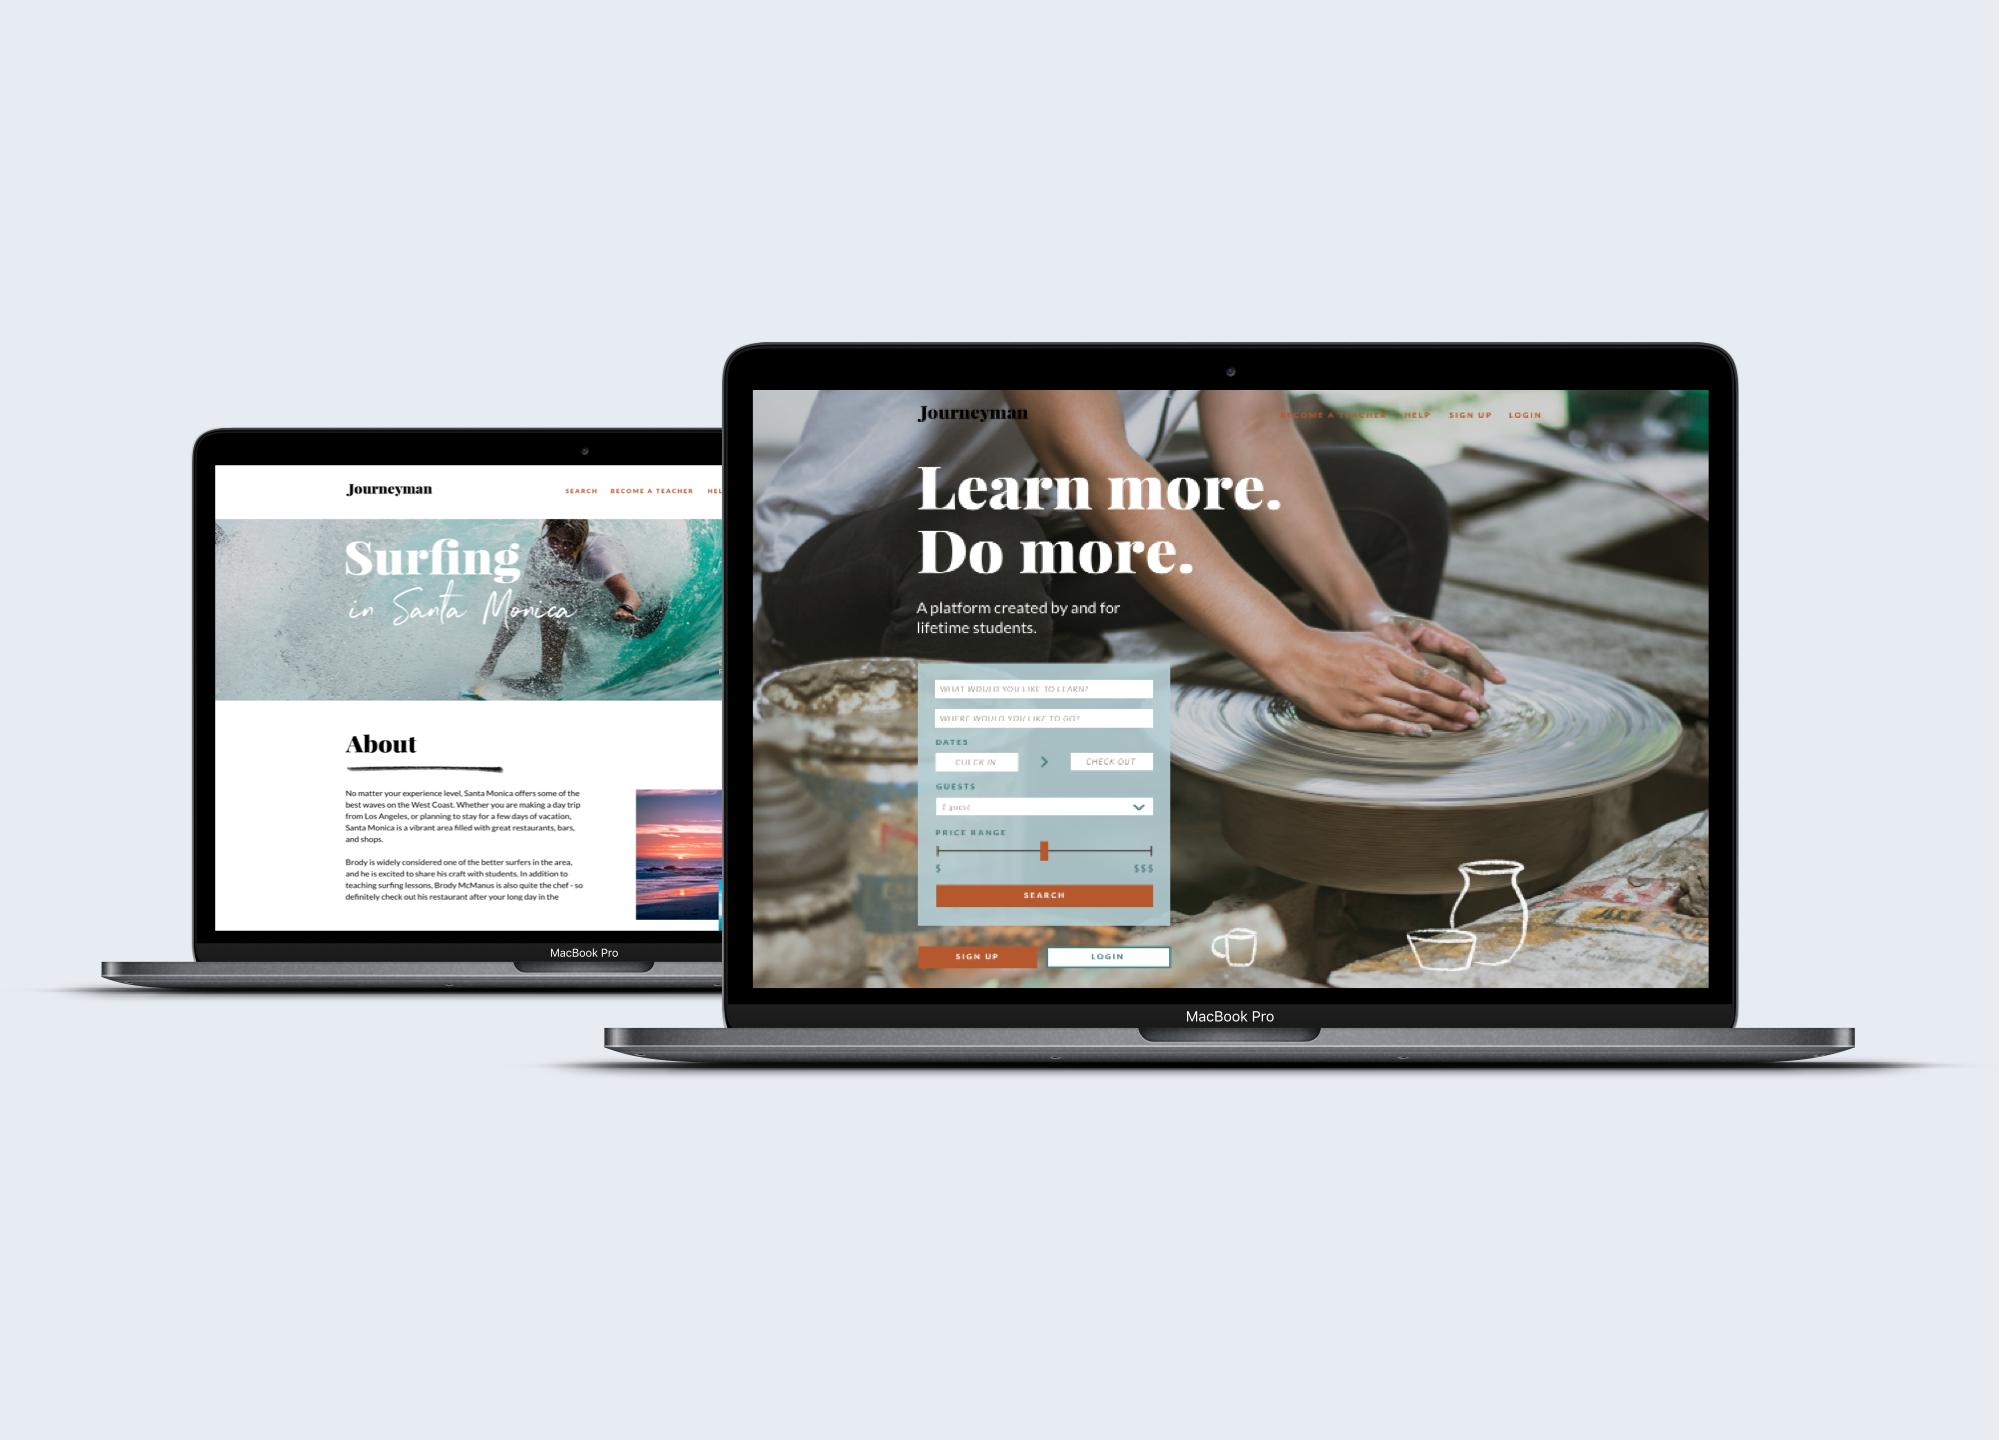 Journeyman
SEARCH BECOME A TEACHER HEL
Surfing
in Santa Monica
About
No matter your experience level, Santa Monica offers some of the
best waves on the West Coast. Whether you are making a day trip
from Los Angeles, or planning to stay for a few days of vacation,
Santa Monica is a vibrant area filled with great restaurants, bars,
and shops.
Brody is widely considered one of the better surfers in the area,
and he is excited to share his craft with students. In addition to
teaching surfing lessons, Brody McManus is also quite the chef - so
definitely check out his restaurant after your long day in the
MacBook Pro
Journeyman
BECOME A TEACHER HELP SIGN UP LOGIN
Learn more.
Do more.
A platform created by and for
lifetime students.
WHAT WOULD YOU LIKE TO LEARN?
WHERE WOULD YOU LIKE TO GO?
DATES
CHECK IN > CHECK OUT
GUESTS
1 guest
PRICE RANGE
$ $$$
SEARCH
SIGN UP LOGIN
MacBook Pro